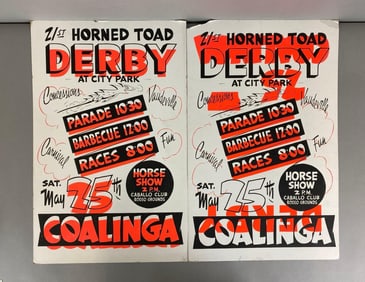 21ST HORNED TOAD
DERBY
AT CITY PARK
Concessions
Vaudeville
PARADE 10:30
BARBECUE 12:00
Carnival
Fun
RACES 8:00
SAT.
May 25th
HORSE
SHOW
2 P.M.
CABALLO CLUB
RODEO GROUNDS
COALINGA
21ST HORNED TOAD
DERBY
AT CITY PARK
Concessions
Vaudeville
PARADE 10:30
BARBECUE 12:00
Carnival
Fun
RACES 8:00
SAT.
May 25th
HORSE
SHOW
2 P.M.
CABALLO CLUB
RODEO GROUNDS
COALINGA